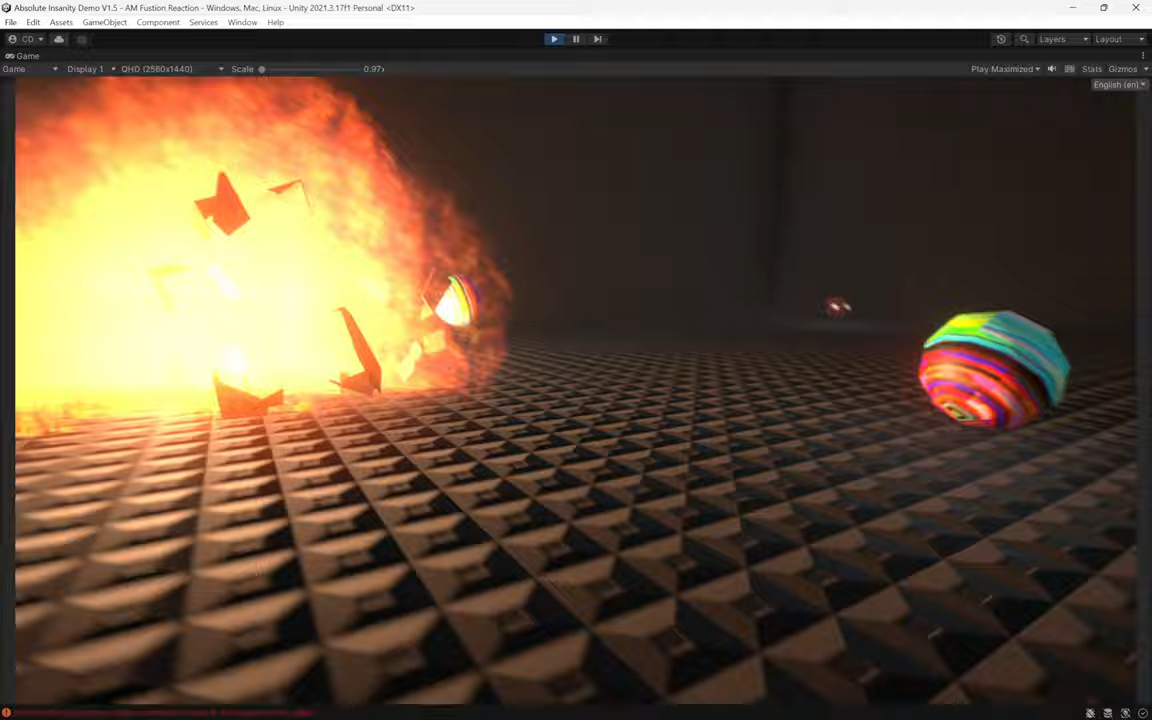 Absolute Insanity Demo V1.5 - AM Fustion Reaction - Windows, Mac, Linux - Unity 2021.3.17f1 Personal <DX11>
File Edit Assets GameObject Component Services Window Help
CD Layers Layout
Game
Game Display 1 QHD (2560x1440) Scale 0.97x Play Maximized Stats Gizmos
English (en)